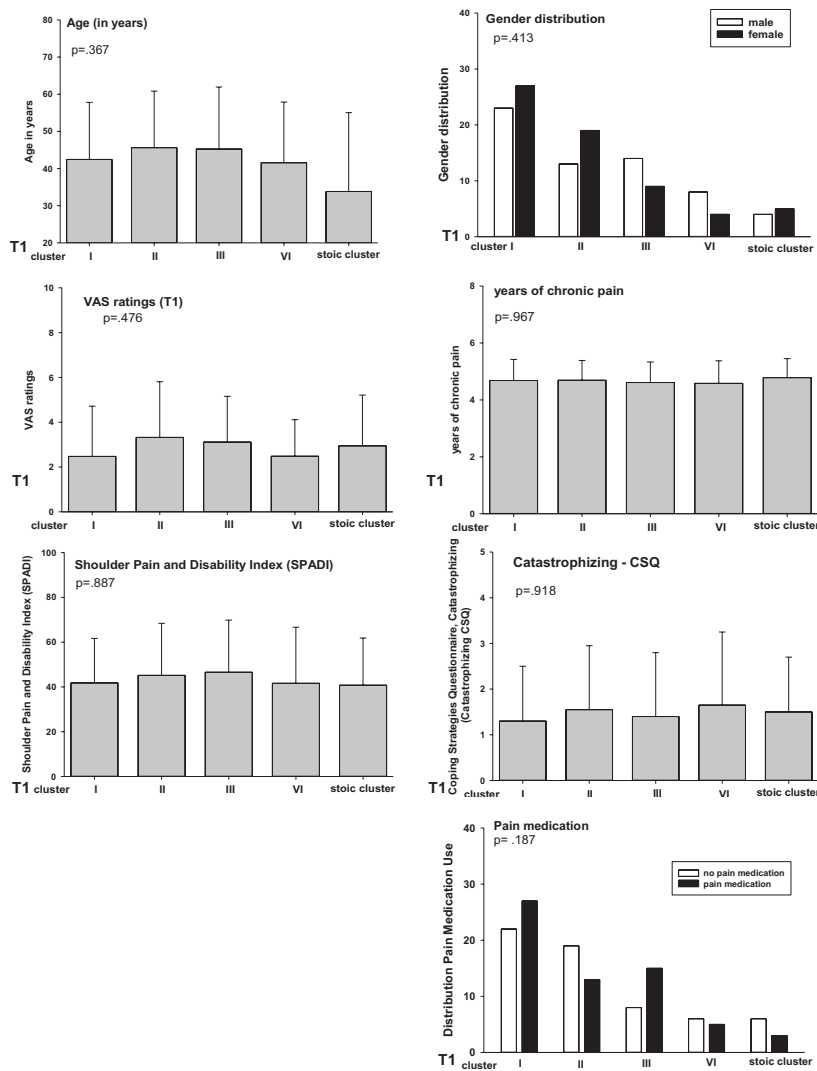 Age (in years)
p=.367
Age in years
80
70
60
50
40
30
20
T1 cluster I II III VI stoic cluster
Gender distribution
p=.413
male
female
Gender distribution
40
30
20
10
0
T1 cluster I II III VI stoic cluster
VAS ratings (T1)
p=.476
VAS ratings
10
8
6
4
2
0
T1
cluster I II III VI stoic cluster
years of chronic pain
p=.967
years of chronic pain
8
6
4
2
0
T1
cluster I II III VI stoic cluster
Shoulder Pain and Disability Index (SPADI)
p=.887
Shoulder Pain and Disability Index (SPADI)
100
80
60
40
20
0
T1 cluster I II III VI stoic cluster
Catastrophizing - CSQ
p=.918
Coping Strategies Questionnaire, Catastrophizing
(Catastrophizing CSQ)
5
4
3
2
1
0
T1 cluster I II III VI stoic cluster
Pain medication
p= .187
no pain medication
pain medication
Distribution Pain Medication Use
40
30
20
10
0
T1 cluster I II III VI stoic cluster